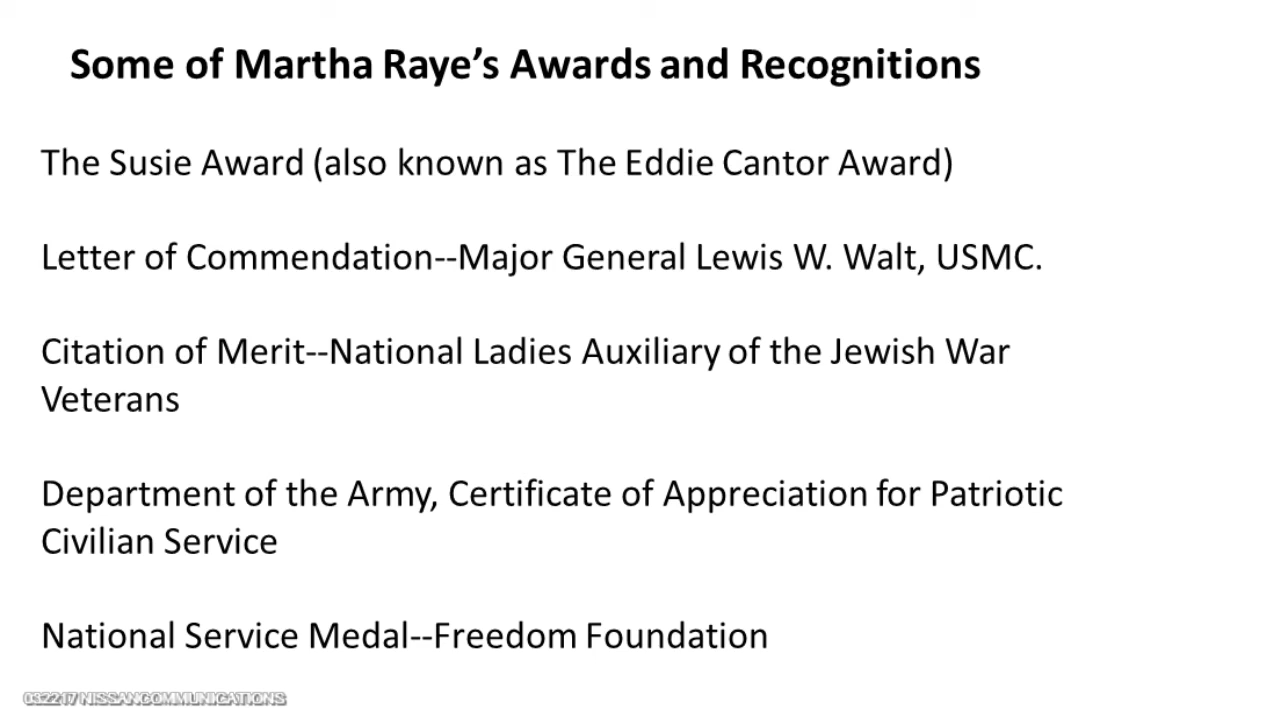 Some of Martha Raye’s Awards and Recognitions
The Susie Award (also known as The Eddie Cantor Award)
Letter of Commendation--Major General Lewis W. Walt, USMC.
Citation of Merit--National Ladies Auxiliary of the Jewish War
Veterans
Department of the Army, Certificate of Appreciation for Patriotic
Civilian Service
National Service Medal--Freedom Foundation
032217 NISSANCOMMUNICATIONS